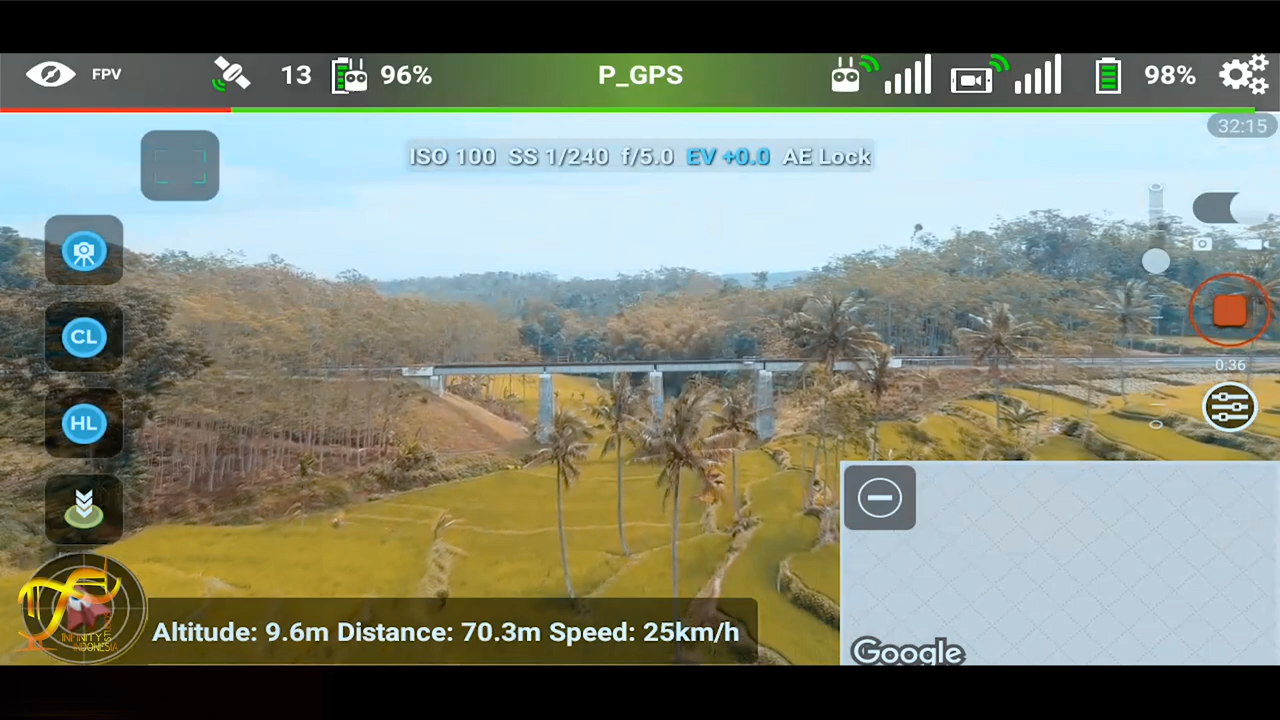 FPV 13 96% P_GPS 98%
32:15
ISO 100 SS 1/240 f/5.0 EV +0.0 AE Lock
CL
0:36
HL
INFINITY
INDONESIA
Altitude: 9.6m Distance: 70.3m Speed: 25km/h
Google